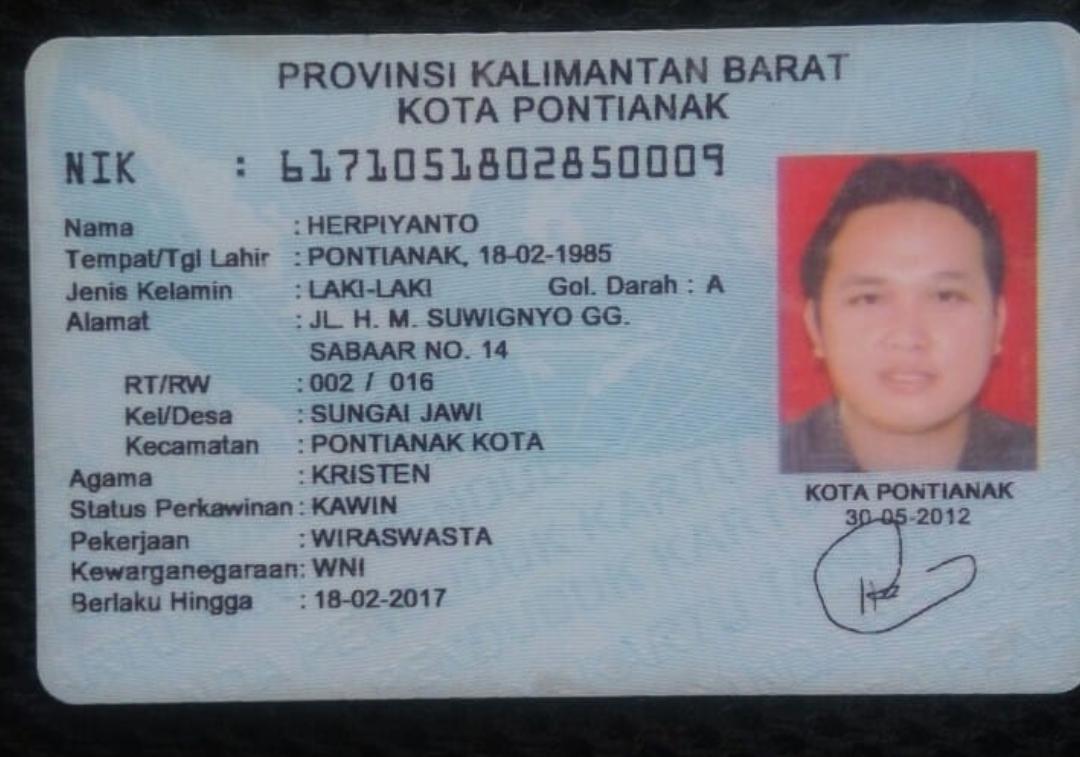 PROVINSI KALIMANTAN BARAT
KOTA PONTIANAK
NIK : 6171051802850009
Nama : HERPIYANTO
Tempat/Tgl Lahir : PONTIANAK, 18-02-1985
Jenis Kelamin : LAKI-LAKI Gol. Darah : A
Alamat : JL. H. M. SUWIGNYO GG.
SABAAR NO. 14
RT/RW : 002 / 016
Kel/Desa : SUNGAI JAWI
Kecamatan : PONTIANAK KOTA
Agama : KRISTEN
Status Perkawinan : KAWIN
Pekerjaan : WIRASWASTA
Kewarganegaraan: WNI
Berlaku Hingga : 18-02-2017
KOTA PONTIANAK
30-05-2012